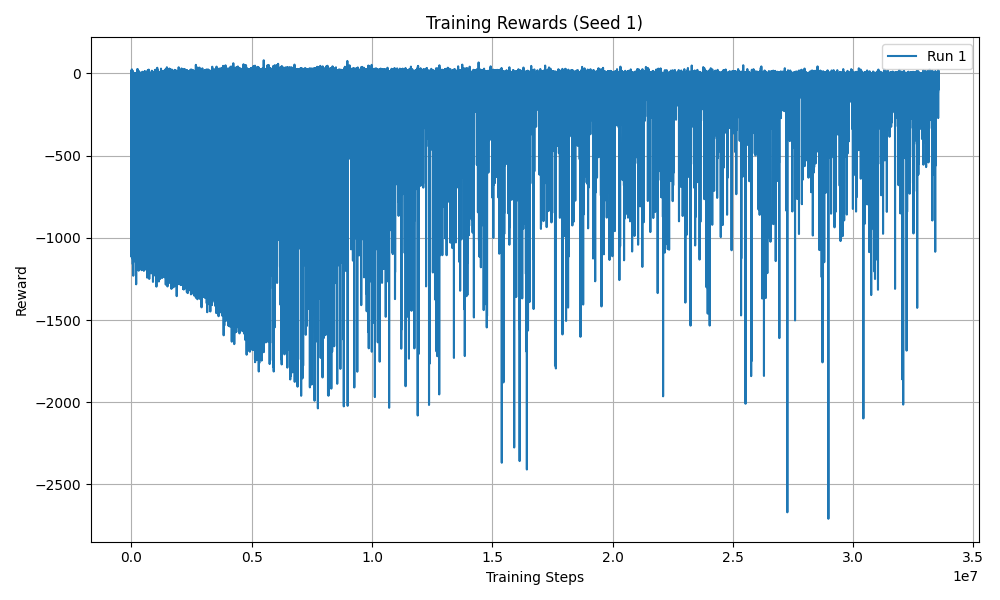 Training Rewards (Seed 1)
Run 1
Reward
0
−500
−1000
−1500
−2000
−2500
0.0 0.5 1.0 1.5 2.0 2.5 3.0 3.5
1e7
Training Steps